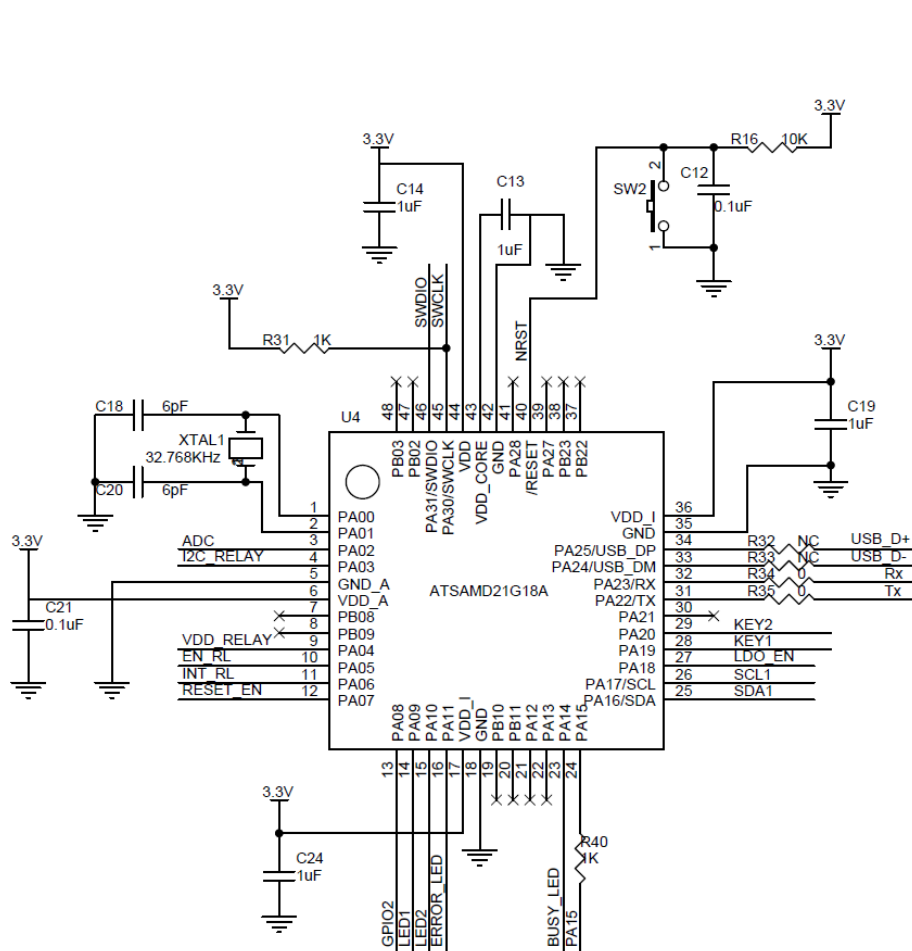 3.3V
R16 10K
3.3V
C14
1uF
C13
1uF
SW2
2
1
C12
0.1uF
3.3V
R31 1K
SWDIO
SWCLK
NRST
3.3V
C19
1uF
C18 6pF
XTAL1
32.768KHz
C20 6pF
U4
48 47 46 45 44 43 42 41 40 39 38 37
PB03
PB02
PA31/SWDIO
PA30/SWCLK
VDD
VDD_CORE
GND
PA28
/RESET
PA27
PB23
PB22
ATSAMD21G18A
1 PA00
2 PA01
ADC 3 PA02
I2C_RELAY 4 PA03
5 GND_A
6 VDD_A
7 PB08
8 PB09
VDD_RELAY 9 PA04
EN_RL 10 PA05
INT_RL 11 PA06
RESET_EN 12 PA07
3.3V
C21
0.1uF
VDD_I 36
GND 35
PA25/USB_DP 34 R32 NC USB_D+
PA24/USB_DM 33 R33 NC USB_D-
PA23/RX 32 R34 0 Rx
PA22/TX 31 R35 0 Tx
PA21 30
PA20 29 KEY2
PA19 28 KEY1
PA18 27 LDO_EN
PA17/SCL 26 SCL1
PA16/SDA 25 SDA1
PA08
PA09
PA10
PA11
VDD_I
GND
PB10
PB11
PA12
PA13
PA14
PA15
13 14 15 16 17 18 19 20 21 22 23 24
3.3V
C24
1uF
R40
1K
GPIO2
LED1
LED2
ERROR_LED
BUSY_LED
PA15